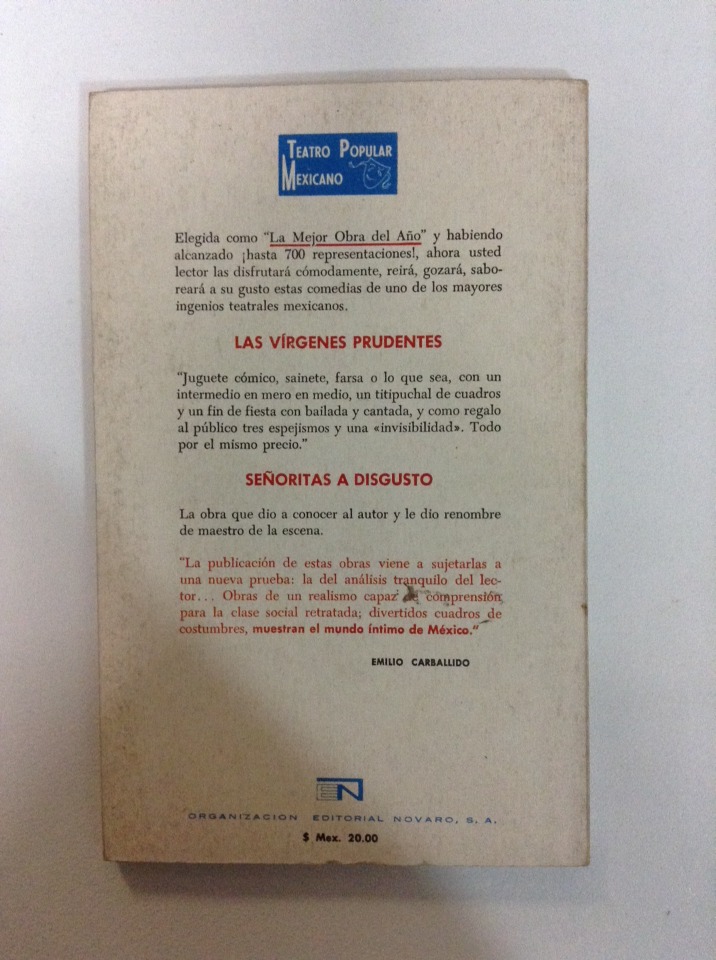 TEATRO POPULAR
MEXICANO
Elegida como “La Mejor Obra del Año” y habiendo
alcanzado ¡hasta 700 representaciones!, ahora usted
lector las disfrutará cómodamente, reirá, gozará, sabo-
reará a su gusto estas comedias de uno de los mayores
ingenios teatrales mexicanos.
LAS VÍRGENES PRUDENTES
“Juguete cómico, sainete, farsa o lo que sea, con un
intermedio en mero en medio, un titipuchal de cuadros
y un fin de fiesta con bailada y cantada, y como regalo
al público tres espejismos y una «invisibilidad». Todo
por el mismo precio.”
SEÑORITAS A DISGUSTO
La obra que dio a conocer al autor y le dio renombre
de maestro de la escena.
“La publicación de estas obras viene a sujetarlas a
una nueva prueba: la del análisis tranquilo del lec-
tor... Obras de un realismo capaz de comprensión
para la clase social retratada; divertidos cuadros de
costumbres, muestran el mundo íntimo de México.”
EMILIO CARBALLIDO
EN
ORGANIZACION EDITORIAL NOVARO, S. A.
$ Mex. 20.00